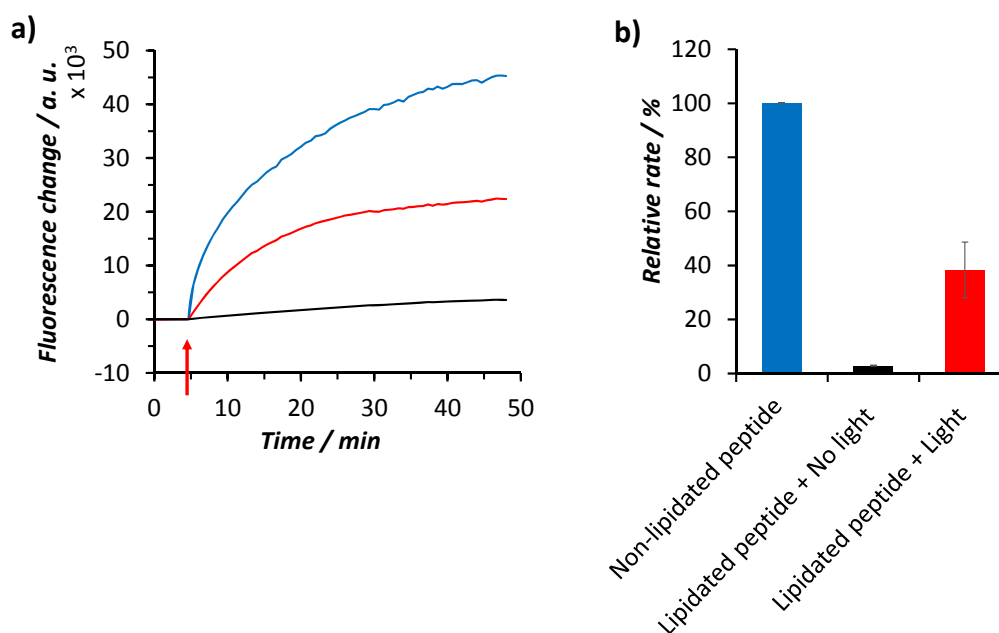 a)
Fluorescence change / a. u.
x 10³
50
40
30
20
10
0
-10
0
10
20
30
40
50
Time / min
b)
Relative rate / %
120
100
80
60
40
20
0
Non-lipidated peptide
Lipidated peptide + No light
Lipidated peptide + Light